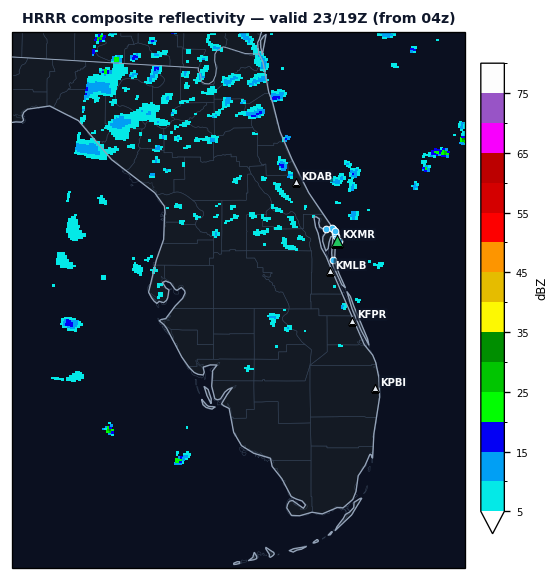 HRRR composite reflectivity — valid 23/19Z (from 04z)
KDAB
KXMR
KMLB
KFPR
KPBI
75
65
55
45
35
25
15
5
dBZ